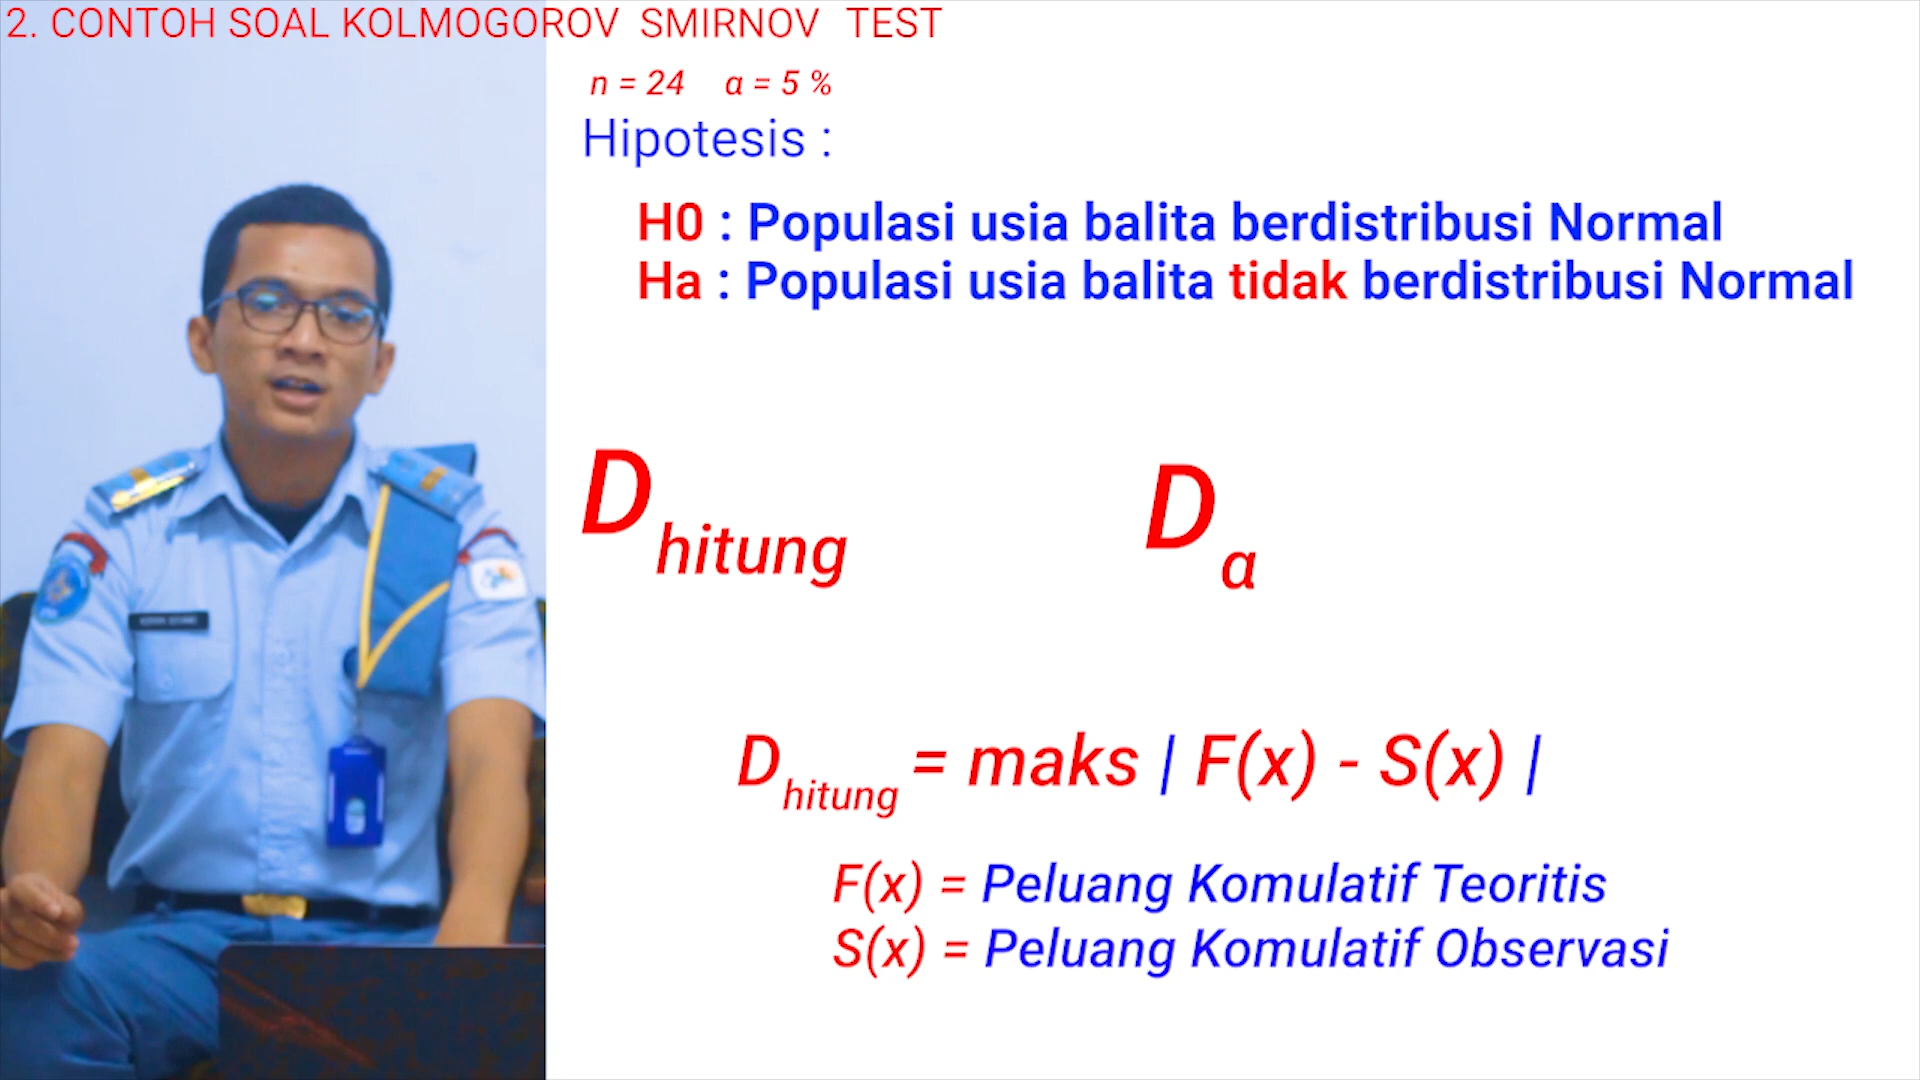 2. CONTOH SOAL KOLMOGOROV SMIRNOV TEST
n = 24 α = 5 %
Hipotesis :
H0 : Populasi usia balita berdistribusi Normal
Ha : Populasi usia balita tidak berdistribusi Normal
D hitung D α
D hitung = maks | F(x) - S(x) |
F(x) = Peluang Komulatif Teoritis
S(x) = Peluang Komulatif Observasi